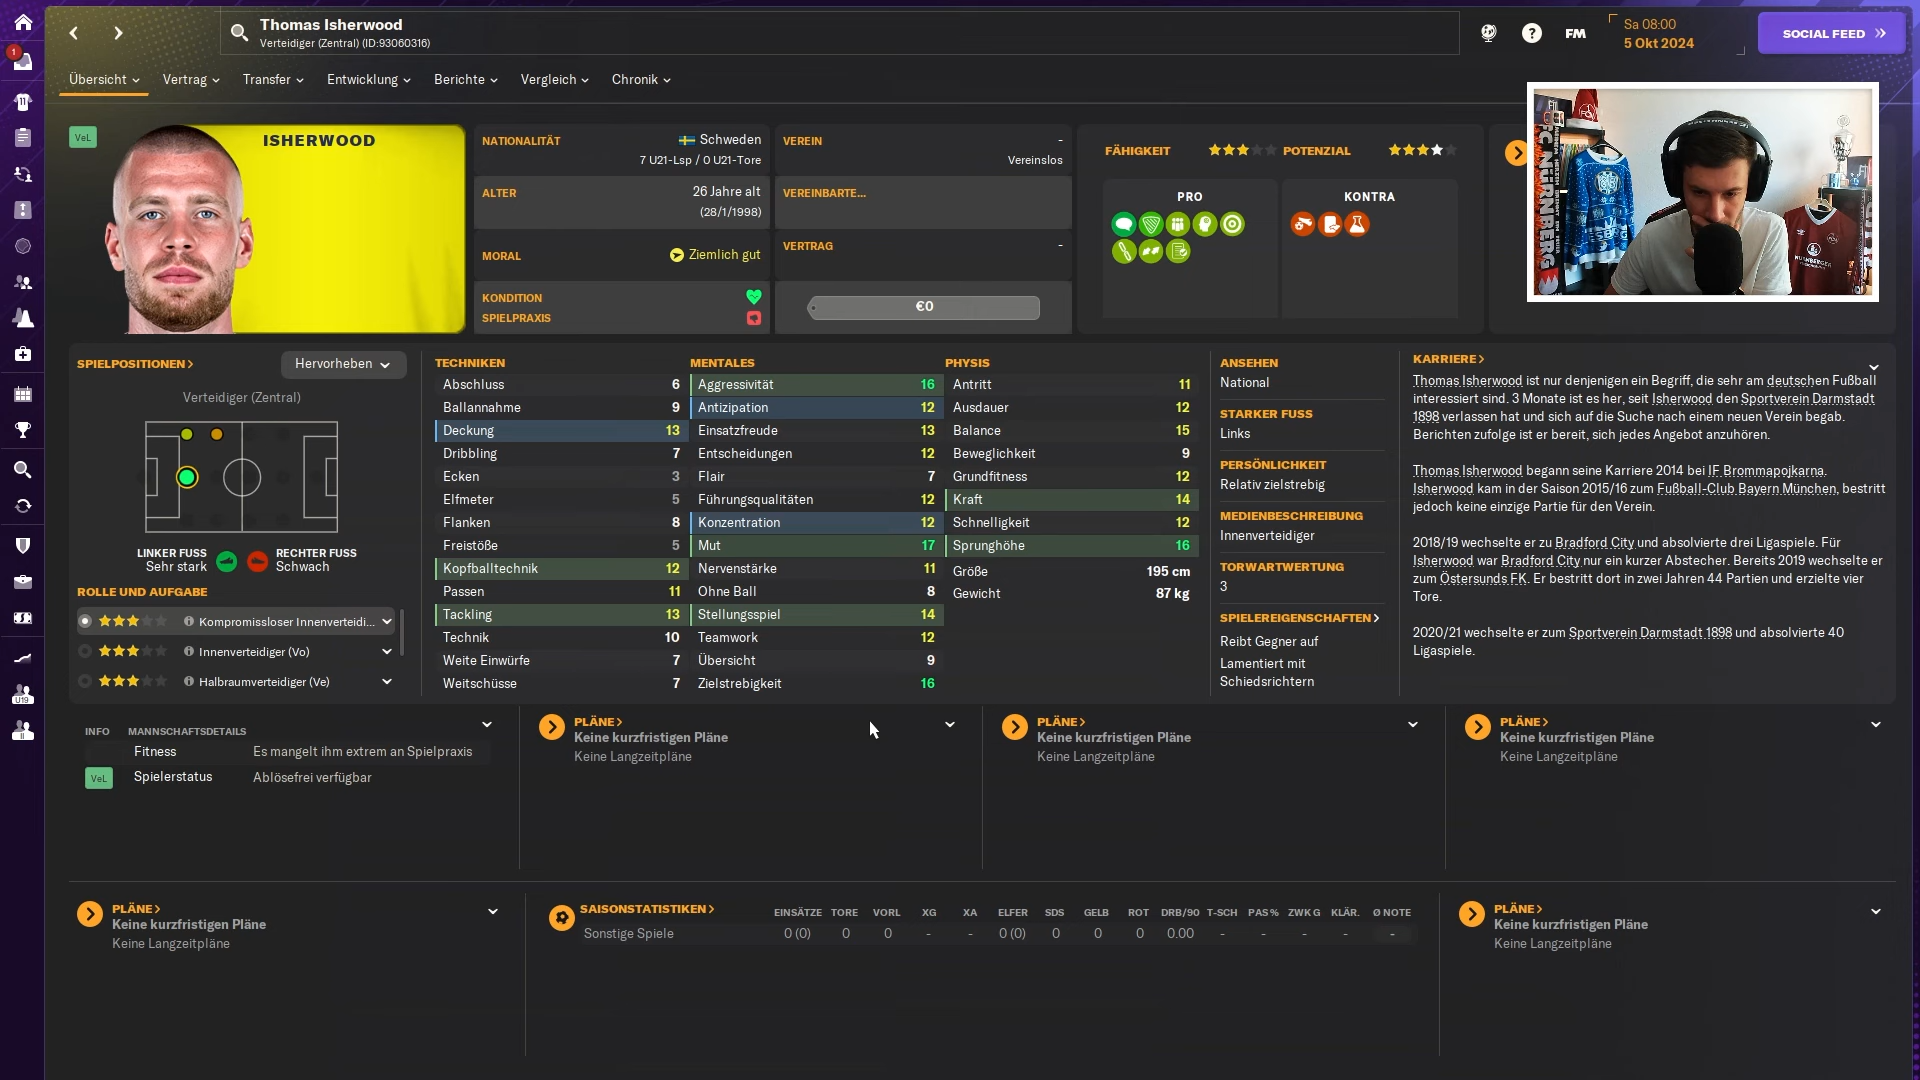 Thomas Isherwood
Verteidiger (Zentral) (ID:93060316)
FM
Sa 08:00
5 Okt 2024
SOCIAL FEED
1
Übersicht
Vertrag
Transfer
Entwicklung
Berichte
Vergleich
Chronik
VeL
ISHERWOOD
NATIONALITÄT
Schweden
7 U21-Lsp / 0 U21-Tore
ALTER
26 Jahre alt
(28/1/1998)
MORAL
Ziemlich gut
KONDITION
SPIELPRAXIS
VEREIN
-
Vereinslos
VEREINBARTE...
VERTRAG
-
€0
FÄHIGKEIT
POTENZIAL
PRO
KONTRA
FC NÜRNBERG
SPIELPOSITIONEN >
Hervorheben
Verteidiger (Zentral)
LINKER FUSS
Sehr stark
RECHTER FUSS
Schwach
ROLLE UND AUFGABE
Kompromissloser Innenverteidi...
Innenverteidiger (Vo)
Halbraumverteidiger (Ve)
TECHNIKEN
Abschluss 6
Ballannahme 9
Deckung 13
Dribbling 7
Ecken 3
Elfmeter 5
Flanken 8
Freistöße 5
Kopfballtechnik 12
Passen 11
Tackling 13
Technik 10
Weite Einwürfe 7
Weitschüsse 7
MENTALES
Aggressivität 16
Antizipation 12
Einsatzfreude 13
Entscheidungen 12
Flair 7
Führungsqualitäten 12
Konzentration 12
Mut 17
Nervenstärke 11
Ohne Ball 8
Stellungsspiel 14
Teamwork 12
Übersicht 9
Zielstrebigkeit 16
PHYSIS
Antritt 11
Ausdauer 12
Balance 15
Beweglichkeit 9
Grundfitness 12
Kraft 14
Schnelligkeit 12
Sprunghöhe 16
Größe 195 cm
Gewicht 87 kg
ANSEHEN
National
STARKER FUSS
Links
PERSÖNLICHKEIT
Relativ zielstrebig
MEDIENBESCHREIBUNG
Innenverteidiger
TORWARTWERTUNG
3
SPIELEREIGENSCHAFTEN >
Reibt Gegner auf
Lamentiert mit
Schiedsrichtern
KARRIERE >
Thomas Isherwood ist nur denjenigen ein Begriff, die sehr am deutschen Fußball
interessiert sind. 3 Monate ist es her, seit Isherwood den Sportverein Darmstadt
1898 verlassen hat und sich auf die Suche nach einem neuen Verein begab.
Berichten zufolge ist er bereit, sich jedes Angebot anzuhören.
Thomas Isherwood begann seine Karriere 2014 bei IF Brommapojkarna.
Isherwood kam in der Saison 2015/16 zum Fußball-Club Bayern München, bestritt
jedoch keine einzige Partie für den Verein.
2018/19 wechselte er zu Bradford City und absolvierte drei Ligaspiele. Für
Isherwood war Bradford City nur ein kurzer Abstecher. Bereits 2019 wechselte er
zum Östersunds FK. Er bestritt dort in zwei Jahren 44 Partien und erzielte vier
Tore.
2020/21 wechselte er zum Sportverein Darmstadt 1898 und absolvierte 40
Ligaspiele.
INFO MANNSCHAFTSDETAILS
Fitness Es mangelt ihm extrem an Spielpraxis
VeL Spielerstatus Ablösefrei verfügbar
PLÄNE >
Keine kurzfristigen Pläne
Keine Langzeitpläne
PLÄNE >
Keine kurzfristigen Pläne
Keine Langzeitpläne
PLÄNE >
Keine kurzfristigen Pläne
Keine Langzeitpläne
PLÄNE >
Keine kurzfristigen Pläne
Keine Langzeitpläne
SAISONSTATISTIKEN >
EINSÄTZE TORE VORL XG XA ELFER SDS GELB ROT DRB/90 T-SCH PAS% ZWK G KLÄR. Ø NOTE
Sonstige Spiele 0 (0) 0 0 - - 0 (0) 0 0 0 0.00 - - - - -
PLÄNE >
Keine kurzfristigen Pläne
Keine Langzeitpläne
U19
II